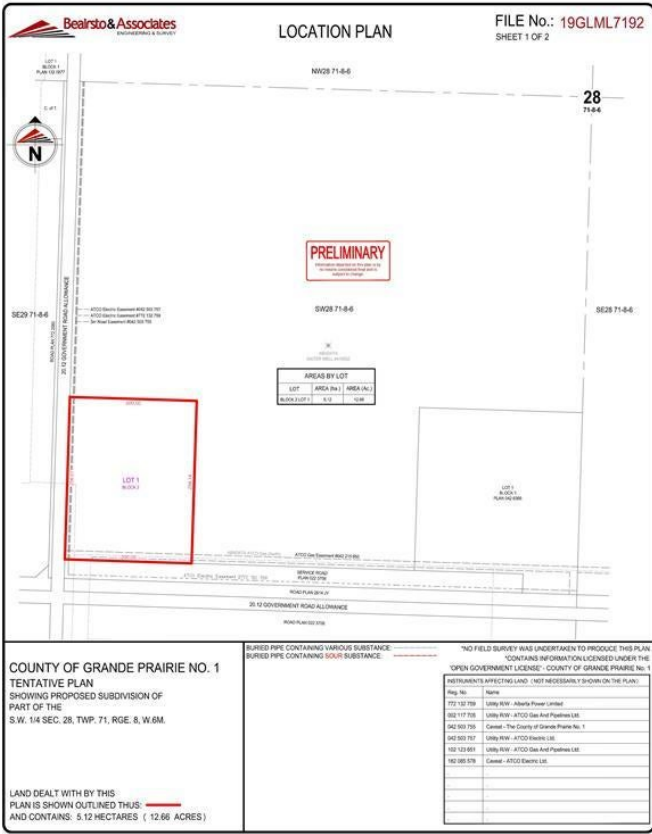 Bearisto & Associates
ENGINEERING & SURVEY
LOCATION PLAN
FILE No.: 19GLML7192
SHEET 1 OF 2
LOT 1
BLOCK 1
NW28 71-8-6
28
71-8-6
C. of T.
N
PRELIMINARY
SE29 71-8-6
20.12 GOVERNMENT ROAD ALLOWANCE
SW28 71-8-6
SE28 71-8-6
AREAS BY LOT
LOT AREA (ha.) AREA (Ac.)
BLOCK 2 LOT 1 5.12 12.66
LOT 1
BLOCK 2
LOT 1
BLOCK 1
SERVICE ROAD
20.12 GOVERNMENT ROAD ALLOWANCE
COUNTY OF GRANDE PRAIRIE NO. 1
TENTATIVE PLAN
SHOWING PROPOSED SUBDIVISION OF
PART OF THE
S.W. 1/4 SEC. 28, TWP. 71, RGE. 8, W.6M.
LAND DEALT WITH BY THIS
PLAN IS SHOWN OUTLINED THUS:
AND CONTAINS: 5.12 HECTARES ( 12.66 ACRES )
BURIED PIPE CONTAINING VARIOUS SUBSTANCE:
BURIED PIPE CONTAINING SOUR SUBSTANCE:
*NO FIELD SURVEY WAS UNDERTAKEN TO PRODUCE THIS PLAN
*CONTAINS INFORMATION LICENSED UNDER THE
"OPEN GOVERNMENT LICENSE" - COUNTY OF GRANDE PRAIRIE No. 1
INSTRUMENTS AFFECTING LAND: (NOT NECESSARILY SHOWN ON THE PLAN)
Reg. No. Name
772 132 759 Utility R/W - Alberta Power Limited
002 117 705 Utility R/W - ATCO Gas And Pipelines Ltd.
042 503 755 Caveat - The County of Grande Prairie No. 1
042 503 757 Utility R/W - ATCO Electric Ltd.
102 123 851 Utility R/W - ATCO Gas And Pipelines Ltd.
182 085 578 Caveat - ATCO Electric Ltd.